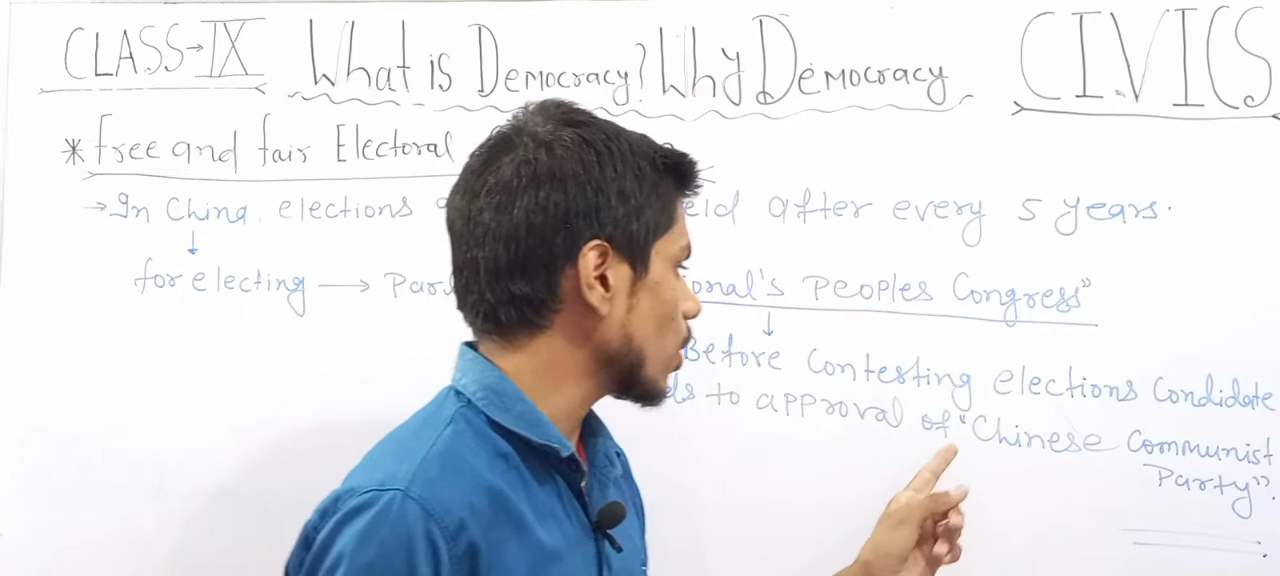 CLASS→IX What is Democracy? Why Democracy CIVICS
* free and fair Electoral
→In China, elections eld after every 5 years.
for electing → Par onal's Peoples Congress"
Before Contesting elections Condidate
ds to approval of "Chinese Communist
Party".